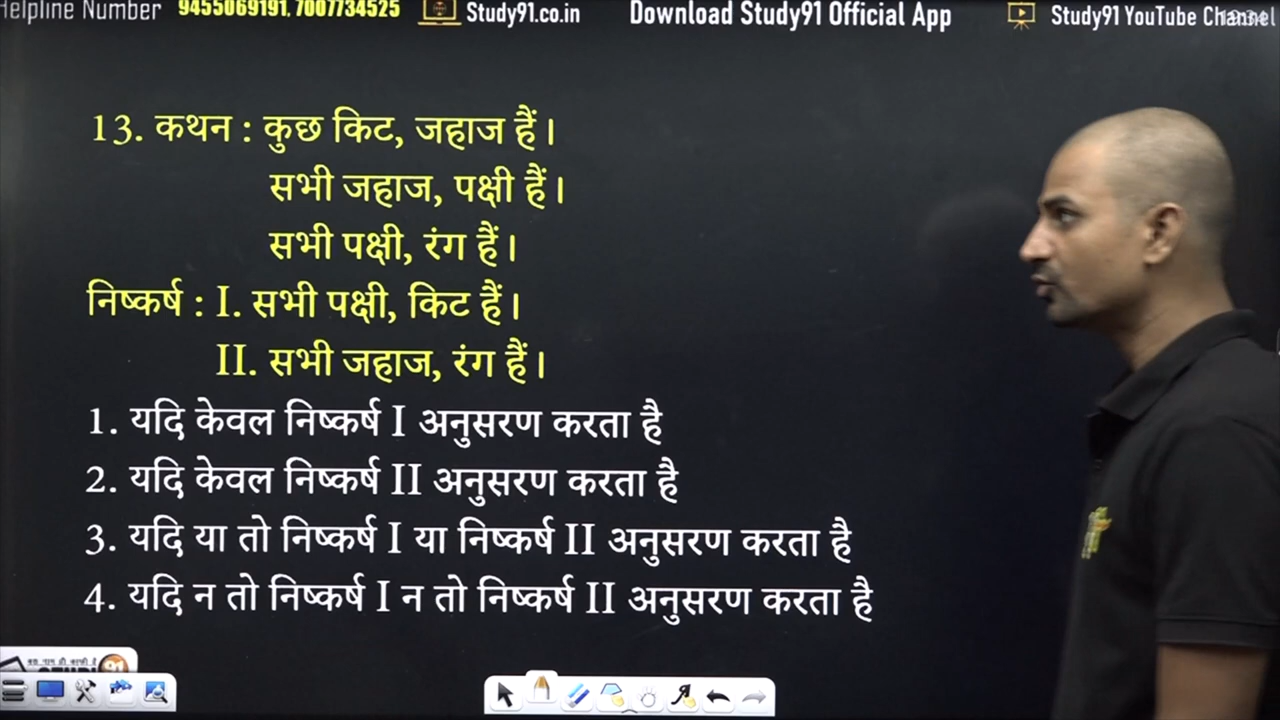 Helpline Number 9455069191, 7007734525 Study91.co.in Download Study91 Official App Study91 YouTube Channel
13. कथन : कुछ किट, जहाज हैं।
सभी जहाज, पक्षी हैं।
सभी पक्षी, रंग हैं।
निष्कर्ष : I. सभी पक्षी, किट हैं।
II. सभी जहाज, रंग हैं।
1. यदि केवल निष्कर्ष I अनुसरण करता है
2. यदि केवल निष्कर्ष II अनुसरण करता है
3. यदि या तो निष्कर्ष I या निष्कर्ष II अनुसरण करता है
4. यदि न तो निष्कर्ष I न तो निष्कर्ष II अनुसरण करता है